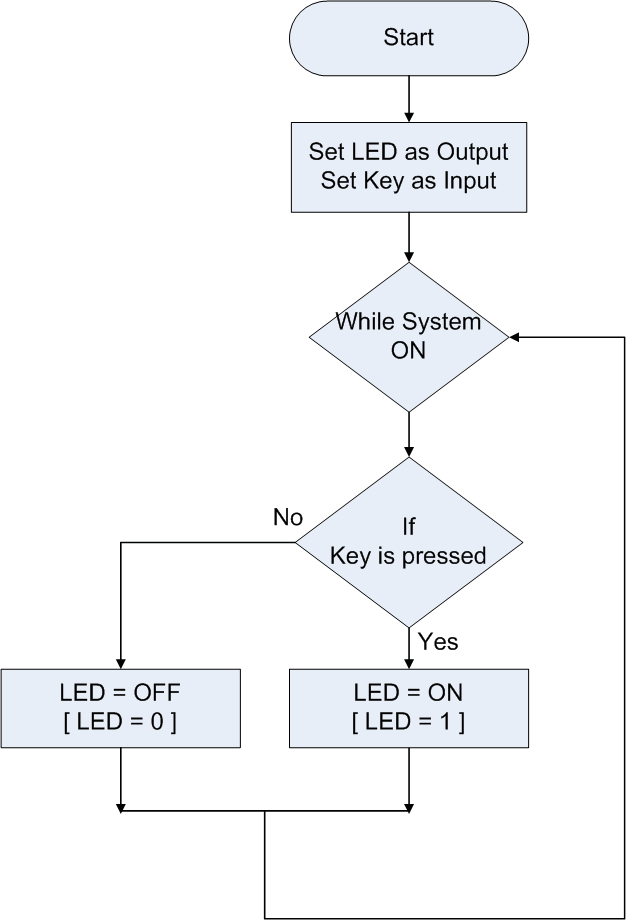 Start
Set LED as Output
Set Key as Input
While System
ON
If
Key is pressed
No
Yes
LED = OFF
[ LED = 0 ]
LED = ON
[ LED = 1 ]